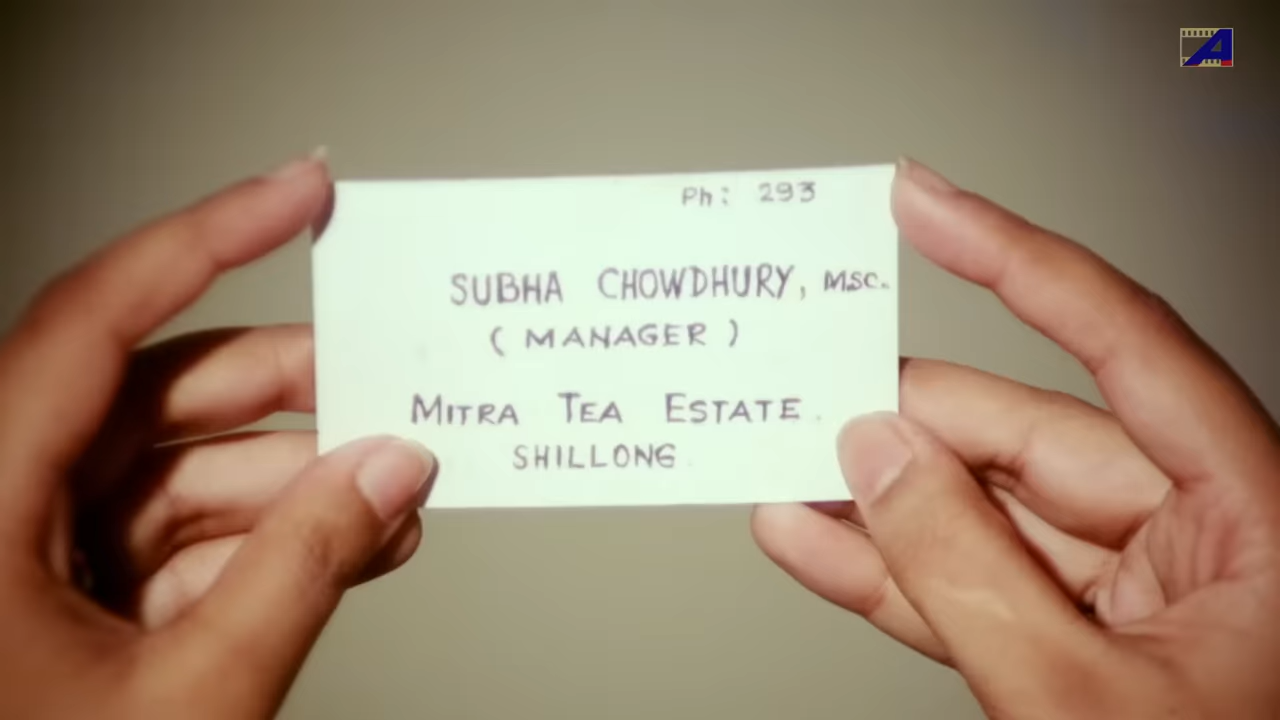 Ph: 293
SUBHA CHOWDHURY, MSC.
( MANAGER )
MITRA TEA ESTATE.
SHILLONG
A